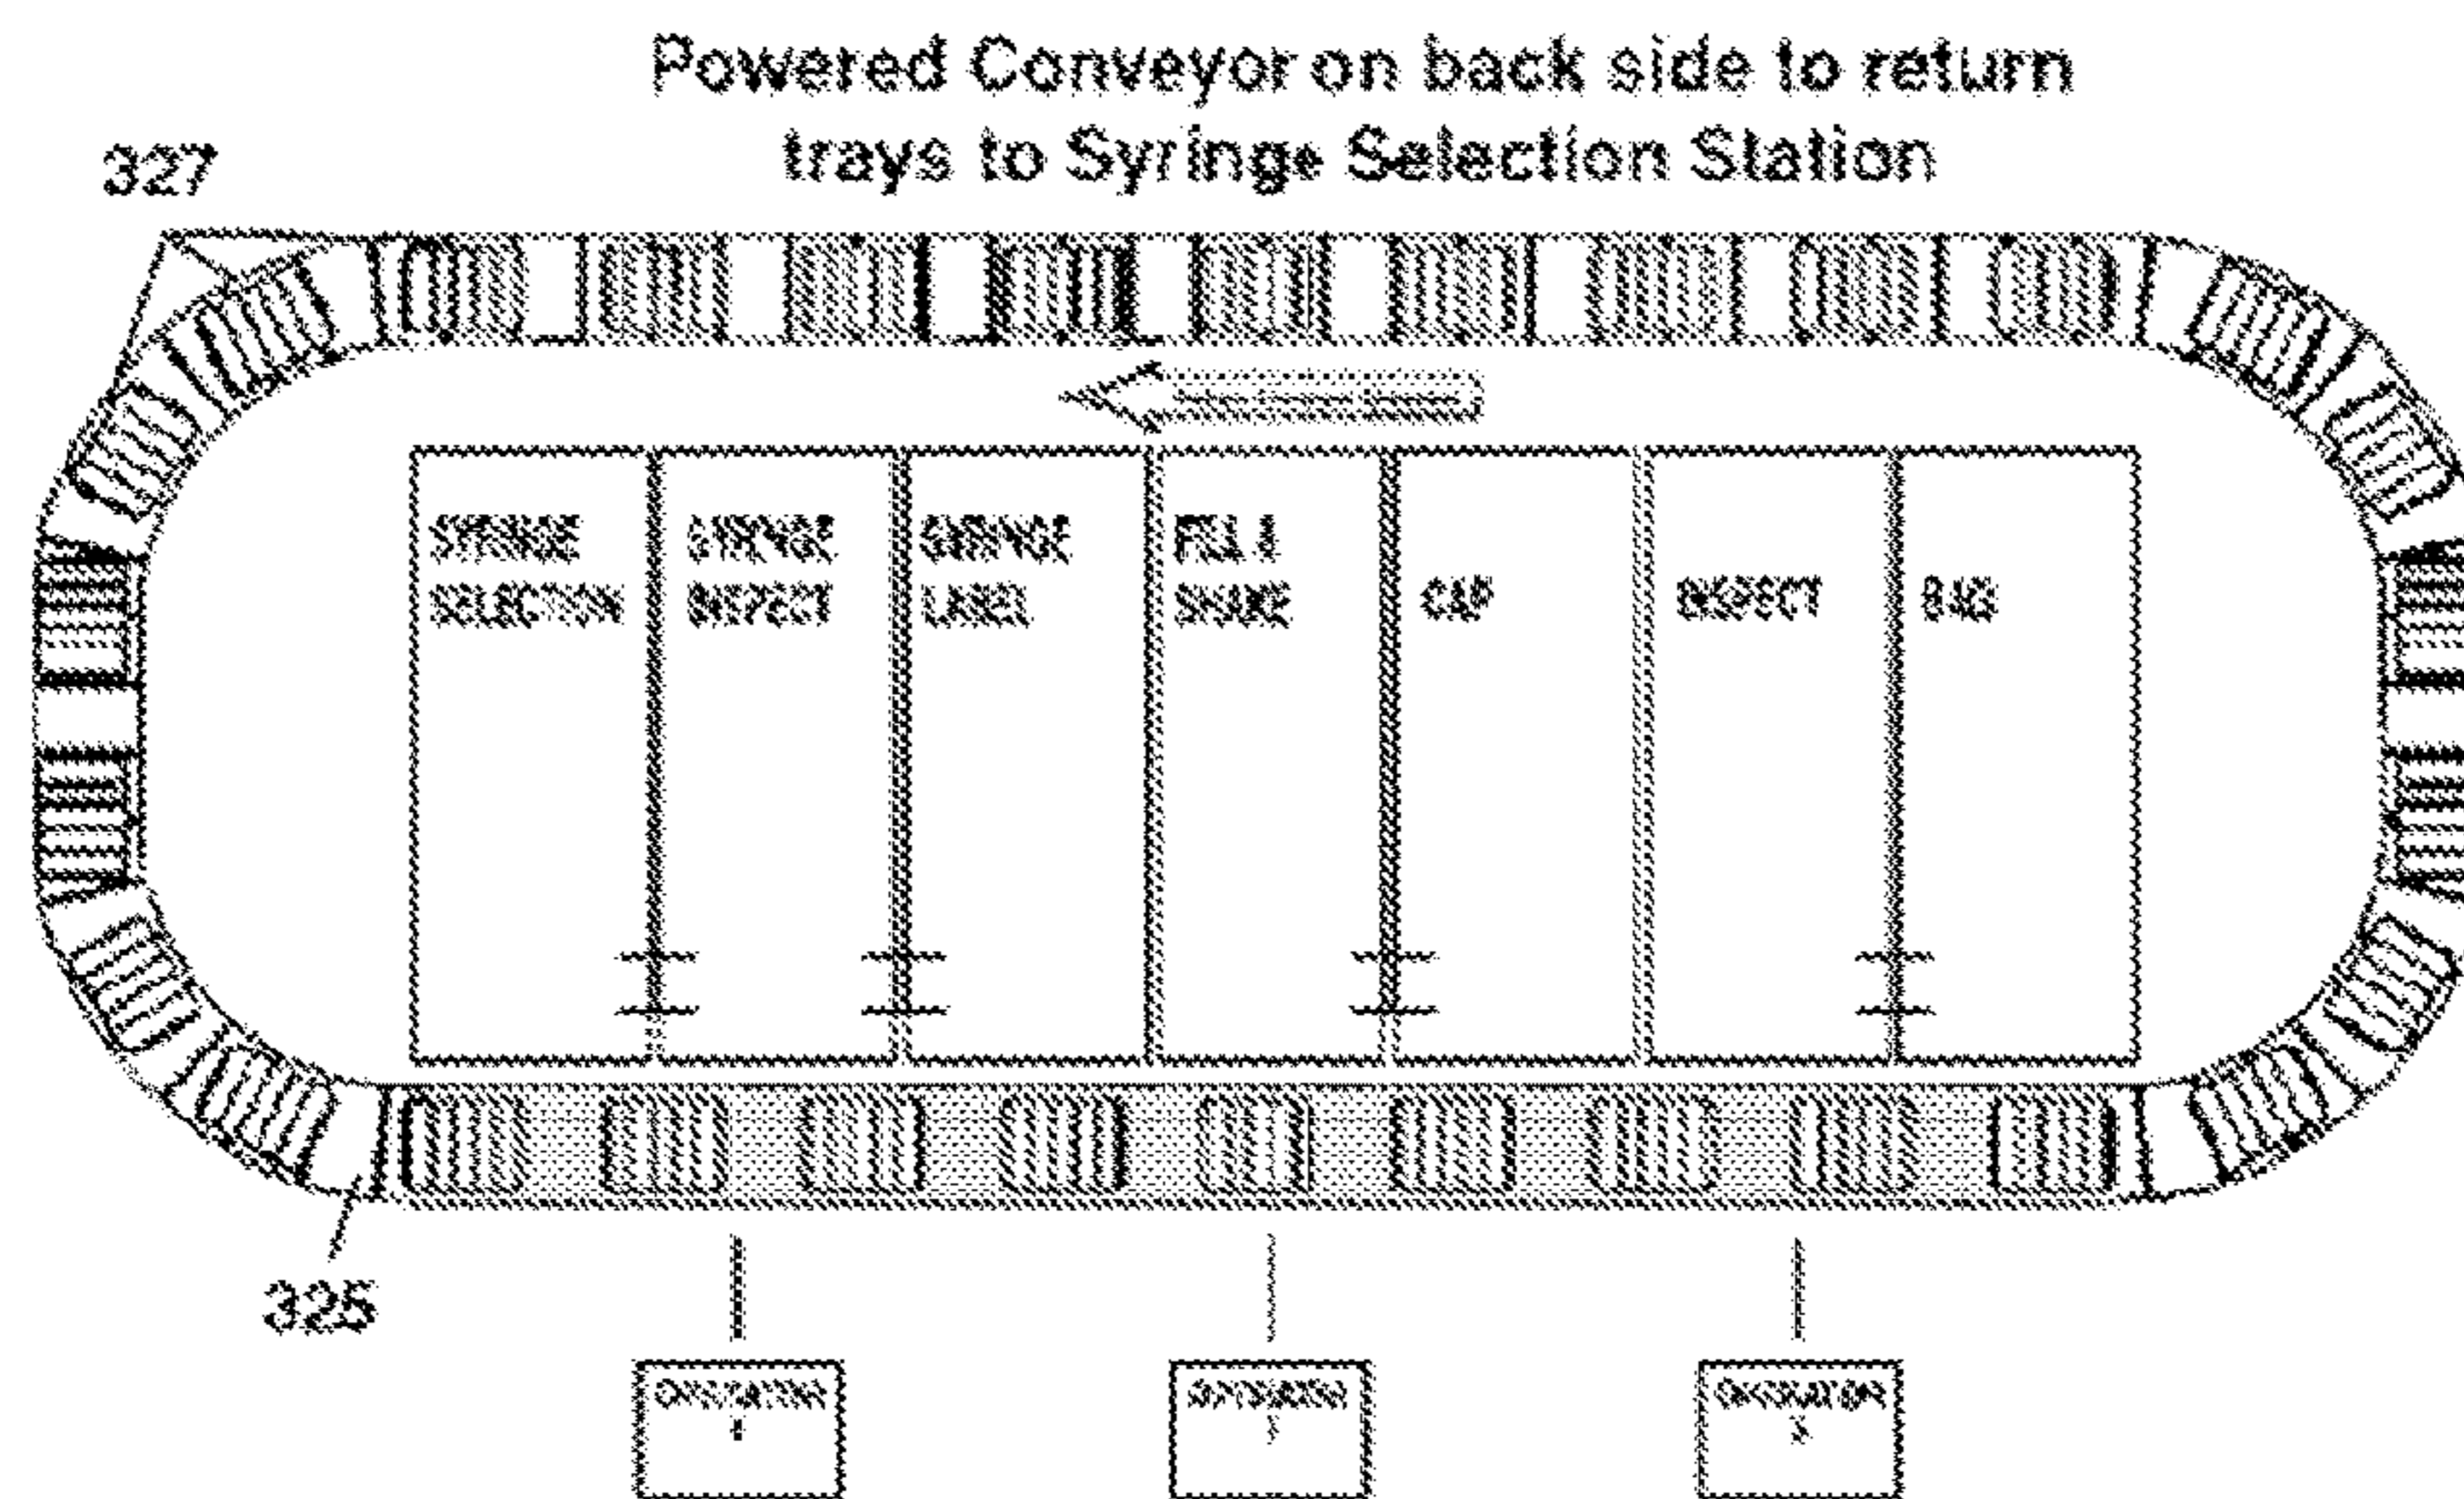 Powered Conveyor on back side to return
trays to Syringe Selection Station
327
SYRINGE
SELECTION
SYRINGE
INSPECT
SYRINGE
LABEL
FILL &
SHAKE
CAP
INSPECT
BAG
325